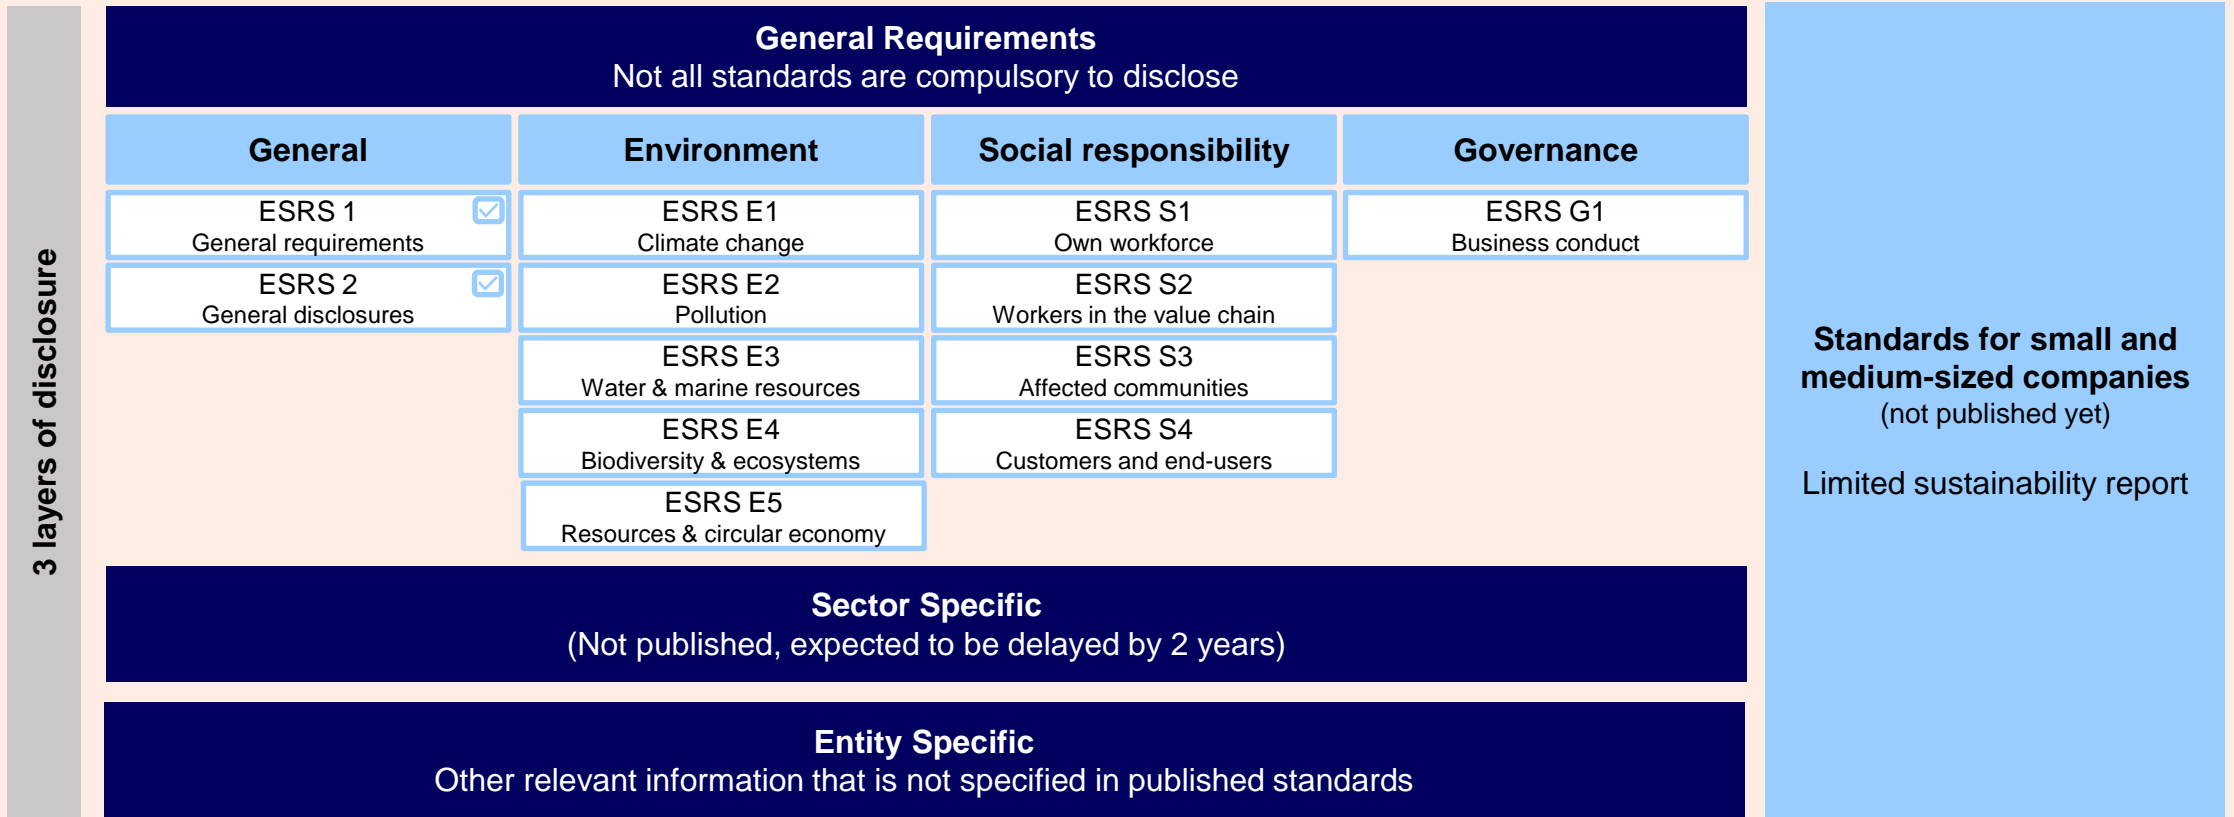 3 layers of disclosure
General Requirements
Not all standards are compulsory to disclose
General
Environment
Social responsibility
Governance
ESRS 1
General requirements
ESRS 2
General disclosures
ESRS E1
Climate change
ESRS E2
Pollution
ESRS E3
Water & marine resources
ESRS E4
Biodiversity & ecosystems
ESRS E5
Resources & circular economy
ESRS S1
Own workforce
ESRS S2
Workers in the value chain
ESRS S3
Affected communities
ESRS S4
Customers and end-users
ESRS G1
Business conduct
Sector Specific
(Not published, expected to be delayed by 2 years)
Entity Specific
Other relevant information that is not specified in published standards
Standards for small and
medium-sized companies
(not published yet)
Limited sustainability report